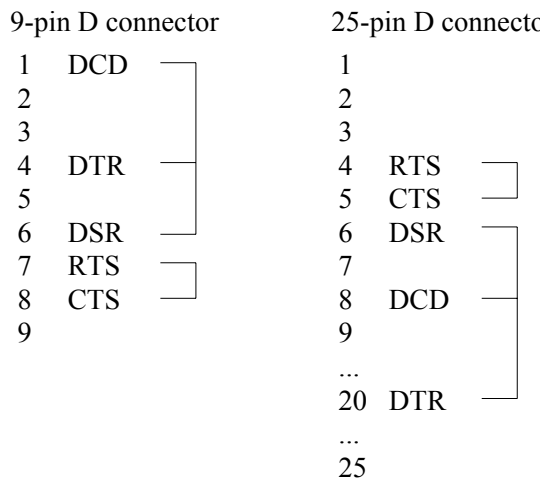 9-pin D connector
1 DCD
2
3
4 DTR
5
6 DSR
7 RTS
8 CTS
9
25-pin D connecto
1
2
3
4 RTS
5 CTS
6 DSR
7
8 DCD
9
...
20 DTR
...
25